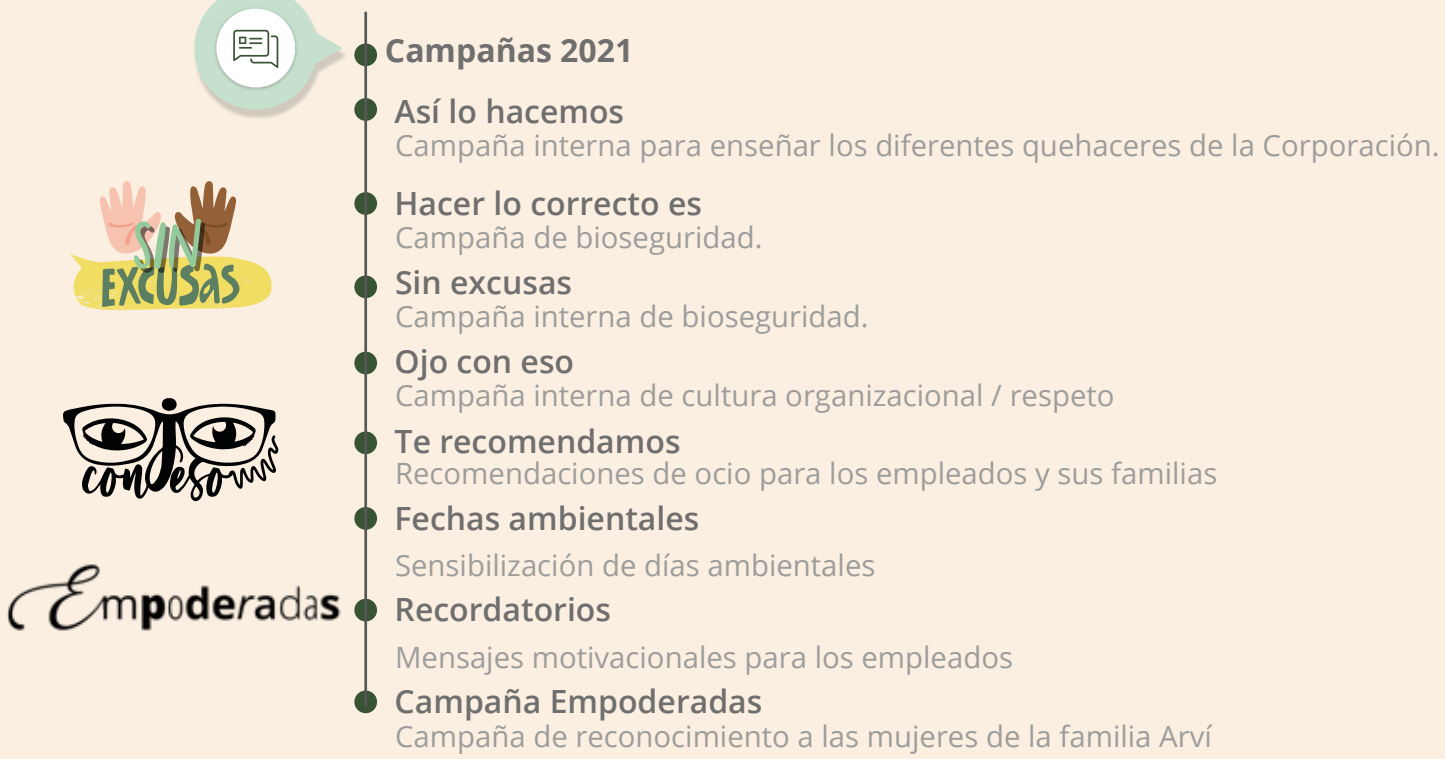 Campañas 2021
Así lo hacemos
Campaña interna para enseñar los diferentes quehaceres de la Corporación.
Hacer lo correcto es
Campaña de bioseguridad.
Sin excusas
Campaña interna de bioseguridad.
Ojo con eso
Campaña interna de cultura organizacional / respeto
Te recomendamos
Recomendaciones de ocio para los empleados y sus familias
Fechas ambientales
Sensibilización de días ambientales
Recordatorios
Mensajes motivacionales para los empleados
Campaña Empoderadas
Campaña de reconocimiento a las mujeres de la familia Arví
SIN
EXCUSAS
OJO
con eso
Empoderadas